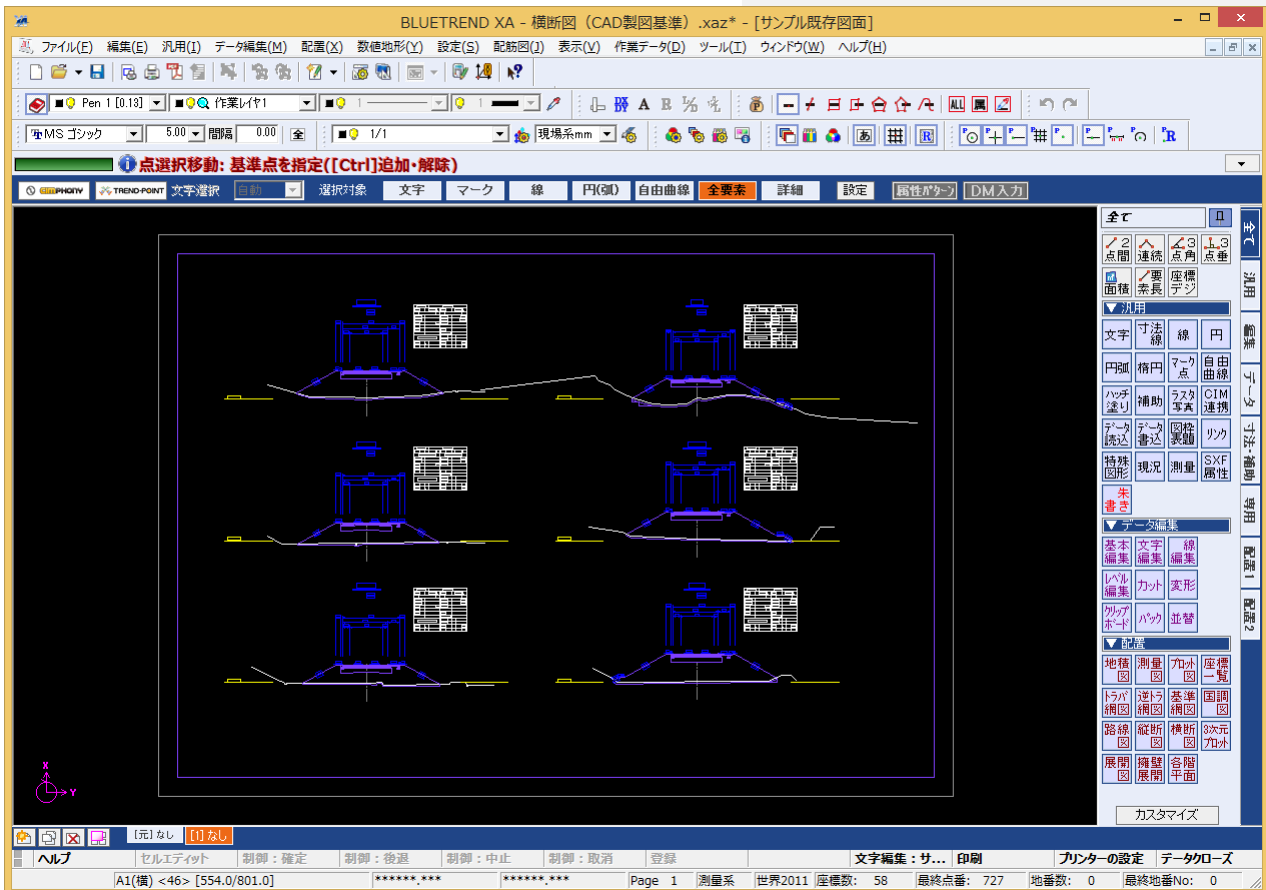 BLUETREND XA - 横断図（CAD製図基準）.xaz* - [サンプル既存図面]
ファイル(F) 編集(E) 汎用(I) データ編集(M) 配置(X) 数値地形(Y) 設定(S) 配筋図(J) 表示(V) 作業データ(D) ツール(T) ウィンドウ(W) ヘルプ(H)
Pen 1 [0.13] 作業レイヤ1 1 1 A R ALL
MS ゴシック 5.00 間隔 0.00 全 1/1 現場系mm あ R
点選択移動: 基準点を指定([Ctrl]追加・解除)
CIMPHONY TREND-POINT 文字選択 自動 選択対象 文字 マーク 線 円(弧) 自由曲線 全要素 詳細 設定 属性パターン DM入力
全て
2点間 連続 3点角 3点垂
面積 要素長 座標デジ
▼ 汎用
文字 寸法線 線 円
円弧 楕円 マーク点 自由曲線
ハッチ塗り 補助 ラスタ写真 CIM連携
データ読込 データ書込 図枠表題 リンク
特殊図形 現況 測量 SXF属性
朱書き
▼ データ編集
基本編集 文字編集 線編集
レベル編集 カット 変形
クリップボード パック 並替
▼ 配置
地積図 測量図 プロット図 座標一覧
トラバ網図 逆トラ網図 基準網図 国調図
路線図 縦断図 横断図 3次元プロット
展開図 擁壁展開 各階平面
カスタマイズ
全て
汎用
編集
データ
寸法・補助
専用
配置1
配置2
X
Y
[元]なし [1]なし
ヘルプ セルエディット 制御：確定 制御：後退 制御：中止 制御：取消 登録 文字編集：サ... 印刷 プリンターの設定 データクローズ
A1(横) <46> [554.0/801.0] ******.*** ******.*** Page 1 測量系 世界2011 座標数: 58 最終点番: 727 地番数: 0 最終地番No: 0